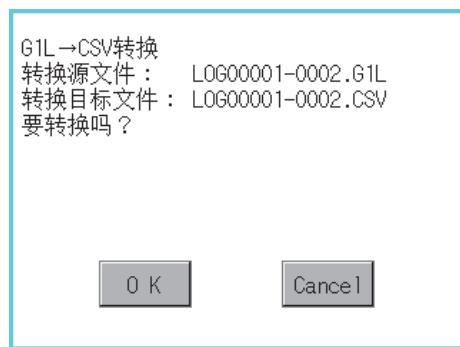 G1L→CSV转换
转换源文件： LOG00001-0002.G1L
转换目标文件： LOG00001-0002.CSV
要转换吗？
OK
Cancel